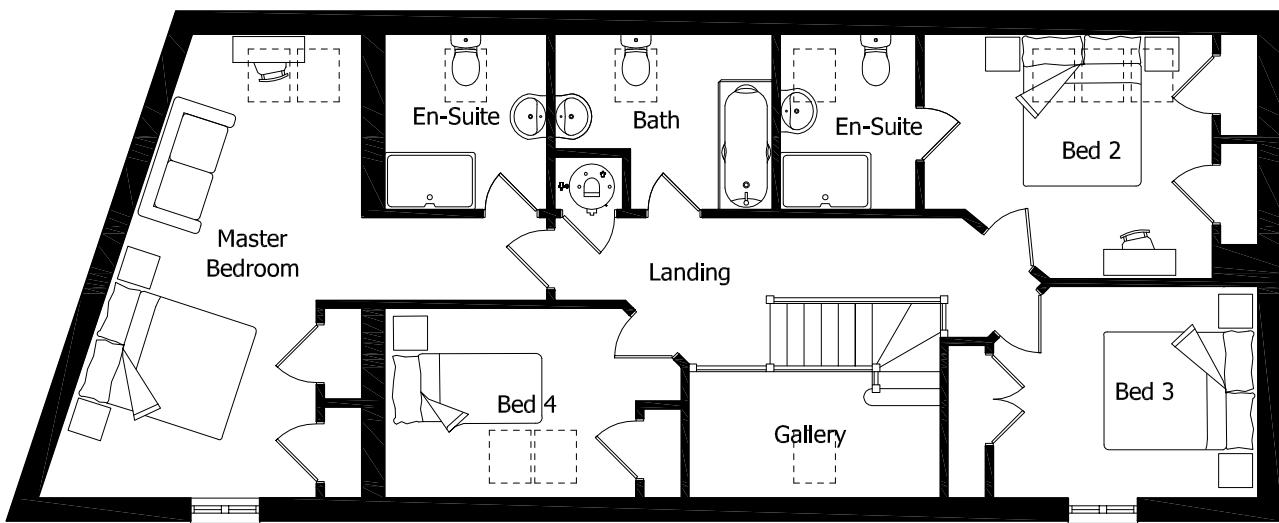 En-Suite
Bath
En-Suite
Bed 2
Master
Bedroom
Landing
Bed 4
Gallery
Bed 3